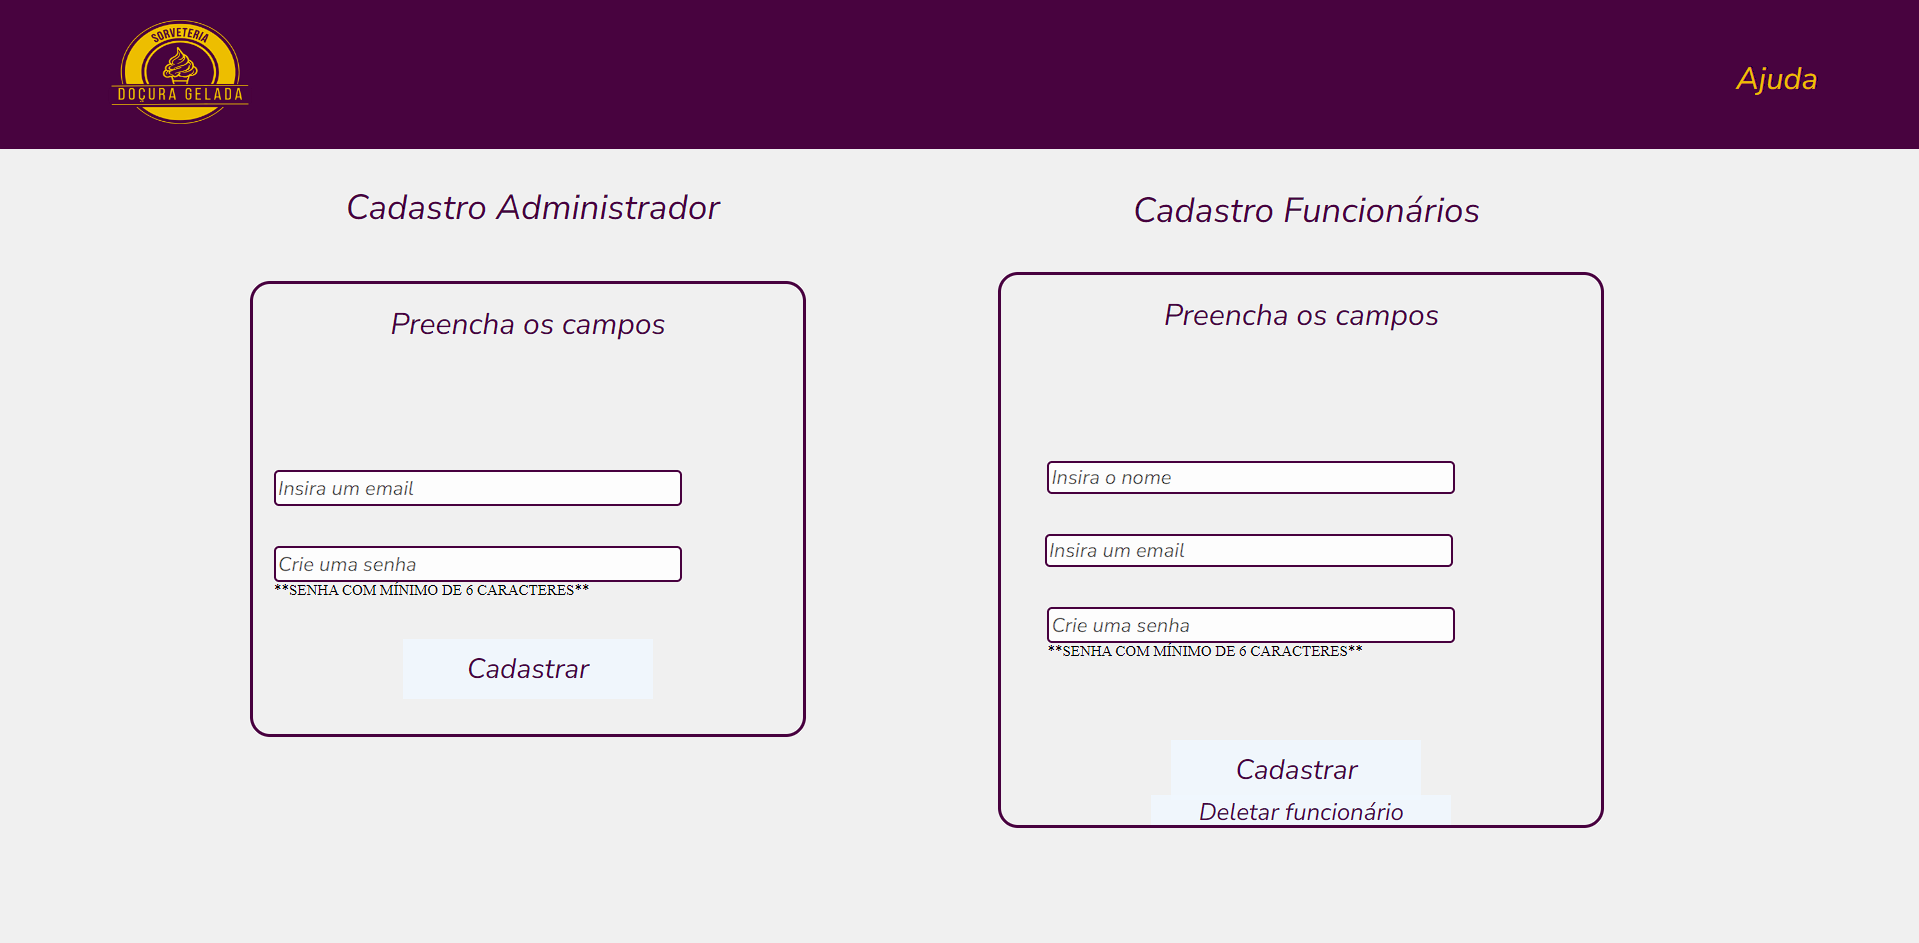 SORVETERIA
DOÇURA GELADA
Ajuda
Cadastro Administrador
Preencha os campos
Insira um email
Crie uma senha
**SENHA COM MÍNIMO DE 6 CARACTERES**
Cadastrar
Cadastro Funcionários
Preencha os campos
Insira o nome
Insira um email
Crie uma senha
**SENHA COM MÍNIMO DE 6 CARACTERES**
Cadastrar
Deletar funcionário